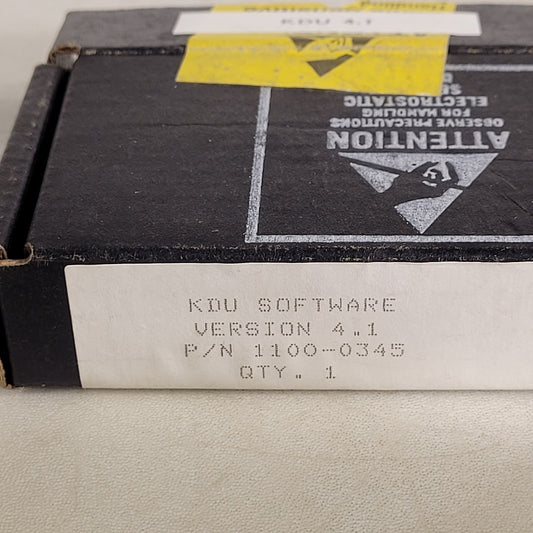 KDU 4.1
ATTENTION
OBSERVE PRECAUTIONS
FOR HANDLING
ELECTROSTATIC
KDU SOFTWARE
VERSION 4.1
P/N 1100-0345
QTY. 1